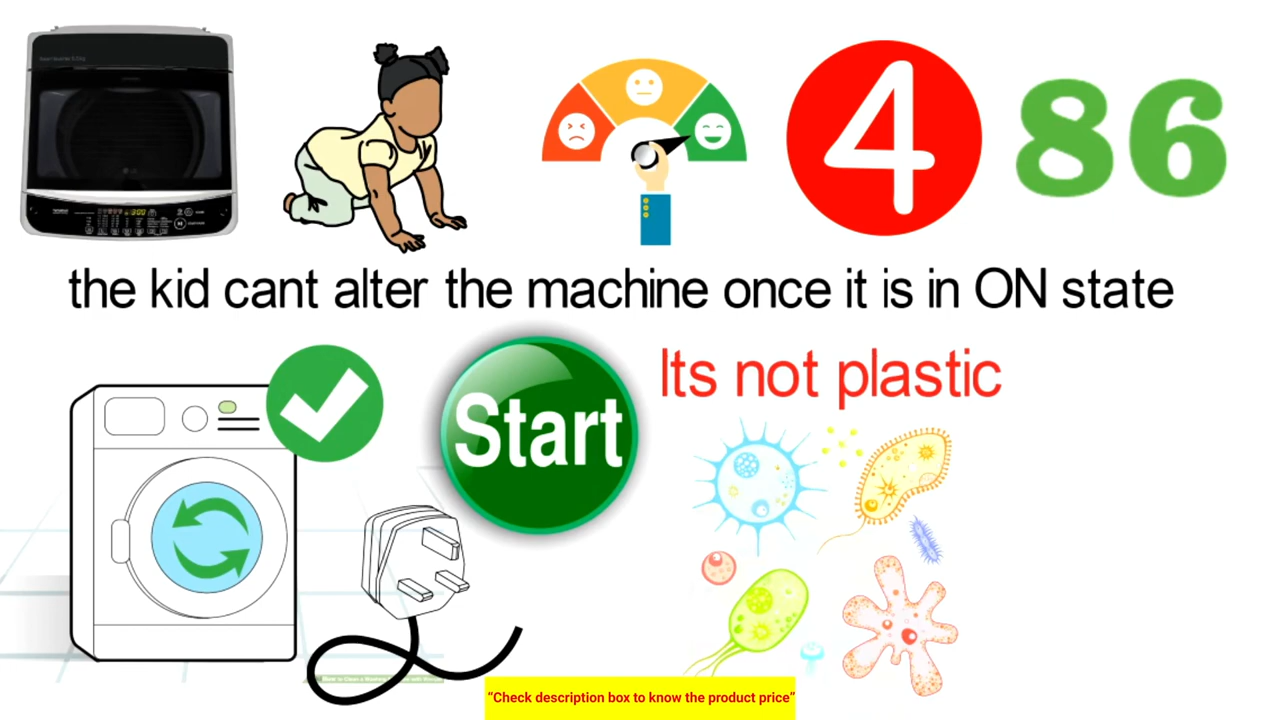 4 86
the kid cant alter the machine once it is in ON state
Its not plastic
Start
"Check description box to know the product price"